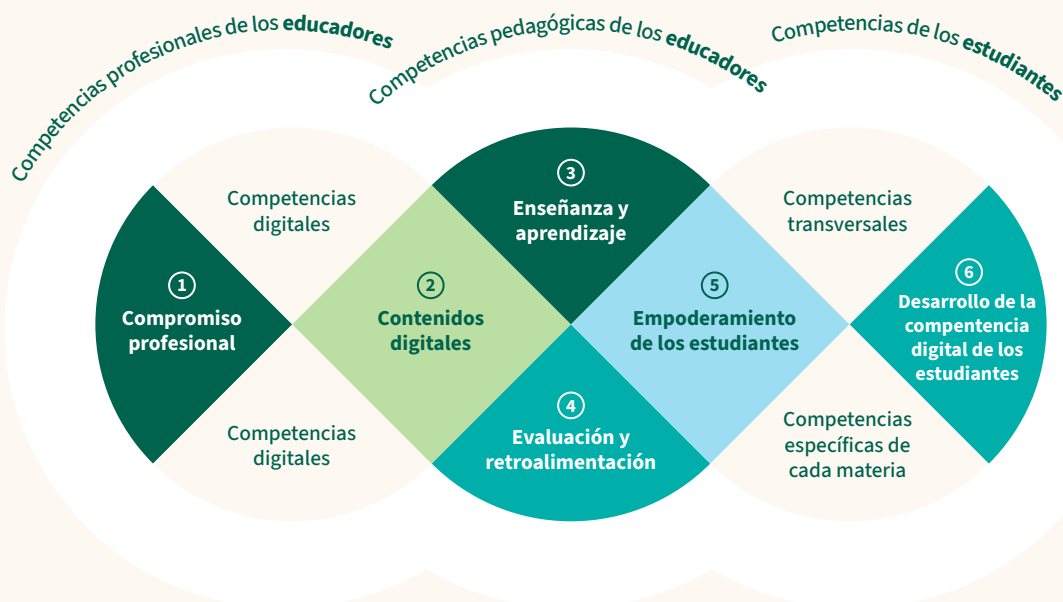 Competencias profesionales de los educadores
Competencias pedagógicas de los educadores
Competencias de los estudiantes
Competencias
digitales
1
Compromiso
profesional
Competencias
digitales
2
Contenidos
digitales
3
Enseñanza y
aprendizaje
4
Evaluación y
retroalimentación
5
Empoderamiento
de los estudiantes
Competencias
transversales
6
Desarrollo de la
compentencia
digital de los
estudiantes
Competencias
específicas de
cada materia